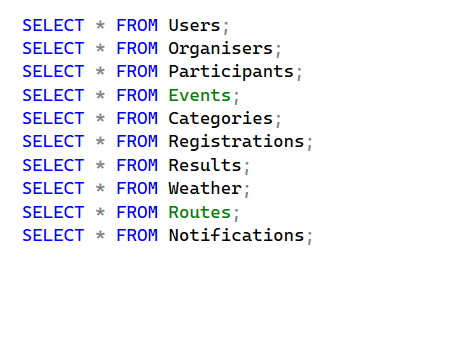 SELECT * FROM Users;
SELECT * FROM Organisers;
SELECT * FROM Participants;
SELECT * FROM Events;
SELECT * FROM Categories;
SELECT * FROM Registrations;
SELECT * FROM Results;
SELECT * FROM Weather;
SELECT * FROM Routes;
SELECT * FROM Notifications;